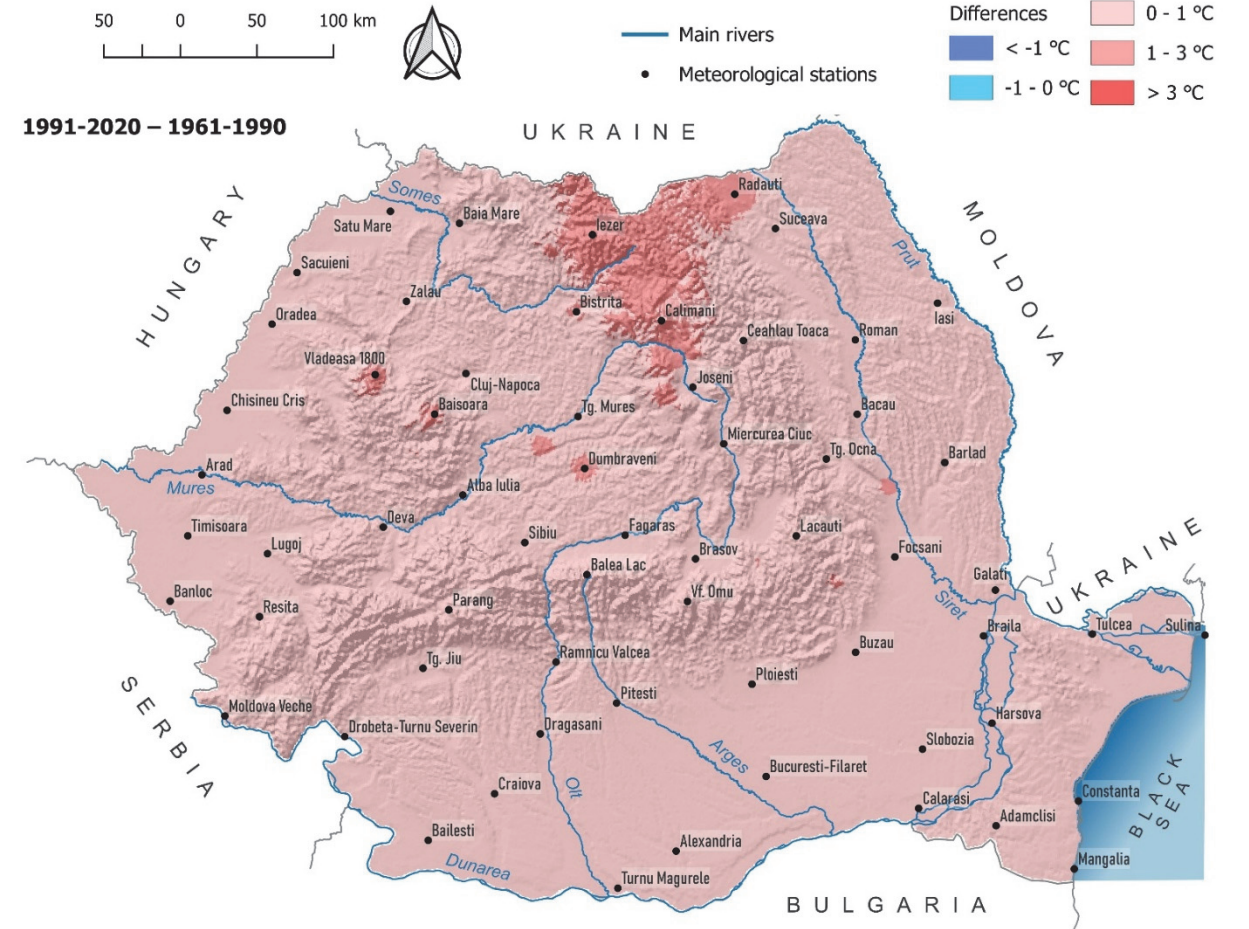 50 0 50 100 km
Main rivers
Meteorological stations
Differences
< -1 °C
-1 - 0 °C
0 - 1 °C
1 - 3 °C
> 3 °C
1991-2020 – 1961-1990
UKRAINE
HUNGARY
MOLDOVA
SERBIA
BULGARIA
UKRAINE
BLACK
SEA
Somes
Satu Mare
Baia Mare
Iezer
Radauti
Suceava
Prut
Sacuieni
Zalau
Bistrita
Calimani
Iasi
Oradea
Ceahlau Toaca
Roman
Vladeasa 1800
Cluj-Napoca
Joseni
Chisineu Cris
Baisoara
Tg. Mures
Bacau
Miercurea Ciuc
Tg. Ocna
Barlad
Arad
Dumbraveni
Mures
Alba Iulia
Timisoara
Deva
Fagaras
Lacauti
Lugoj
Sibiu
Brasov
Focsani
Balea Lac
Galati
Banloc
Resita
Parang
Vf. Omu
Siret
Braila
Tulcea
Sulina
Tg. Jiu
Ramnicu Valcea
Buzau
Ploiesti
Pitesti
Moldova Veche
Drobeta-Turnu Severin
Dragasani
Harsova
Slobozia
Arges
Bucuresti-Filaret
Craiova
Olt
Calarasi
Constanta
Adamclisi
Bailesti
Alexandria
Mangalia
Dunarea
Turnu Magurele